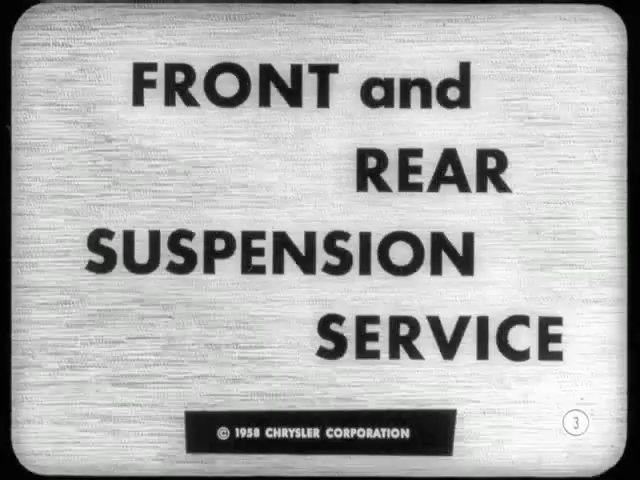 FRONT and
REAR
SUSPENSION
SERVICE
© 1958 CHRYSLER CORPORATION
3